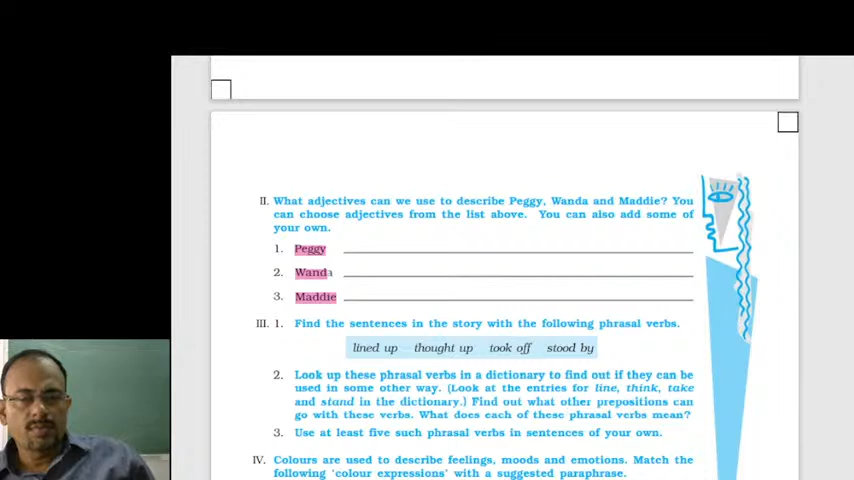 II. What adjectives can we use to describe Peggy, Wanda and Maddie? You
can choose adjectives from the list above. You can also add some of
your own.
1. Peggy
2. Wanda
3. Maddie
III. 1. Find the sentences in the story with the following phrasal verbs.
lined up thought up took off stood by
2. Look up these phrasal verbs in a dictionary to find out if they can be
used in some other way. (Look at the entries for line, think, take
and stand in the dictionary.) Find out what other prepositions can
go with these verbs. What does each of these phrasal verbs mean?
3. Use at least five such phrasal verbs in sentences of your own.
IV. Colours are used to describe feelings, moods and emotions. Match the
following ‘colour expressions’ with a suggested paraphrase.